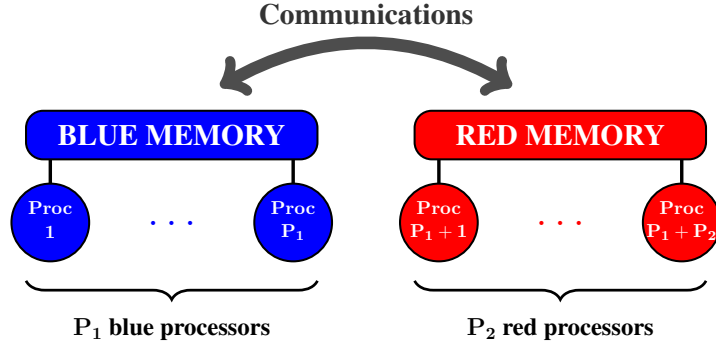 Communications
BLUE MEMORY
RED MEMORY
Proc
1
. . .
Proc
P₁
Proc
P₁ + 1
. . .
Proc
P₁ + P₂
P₁ blue processors
P₂ red processors